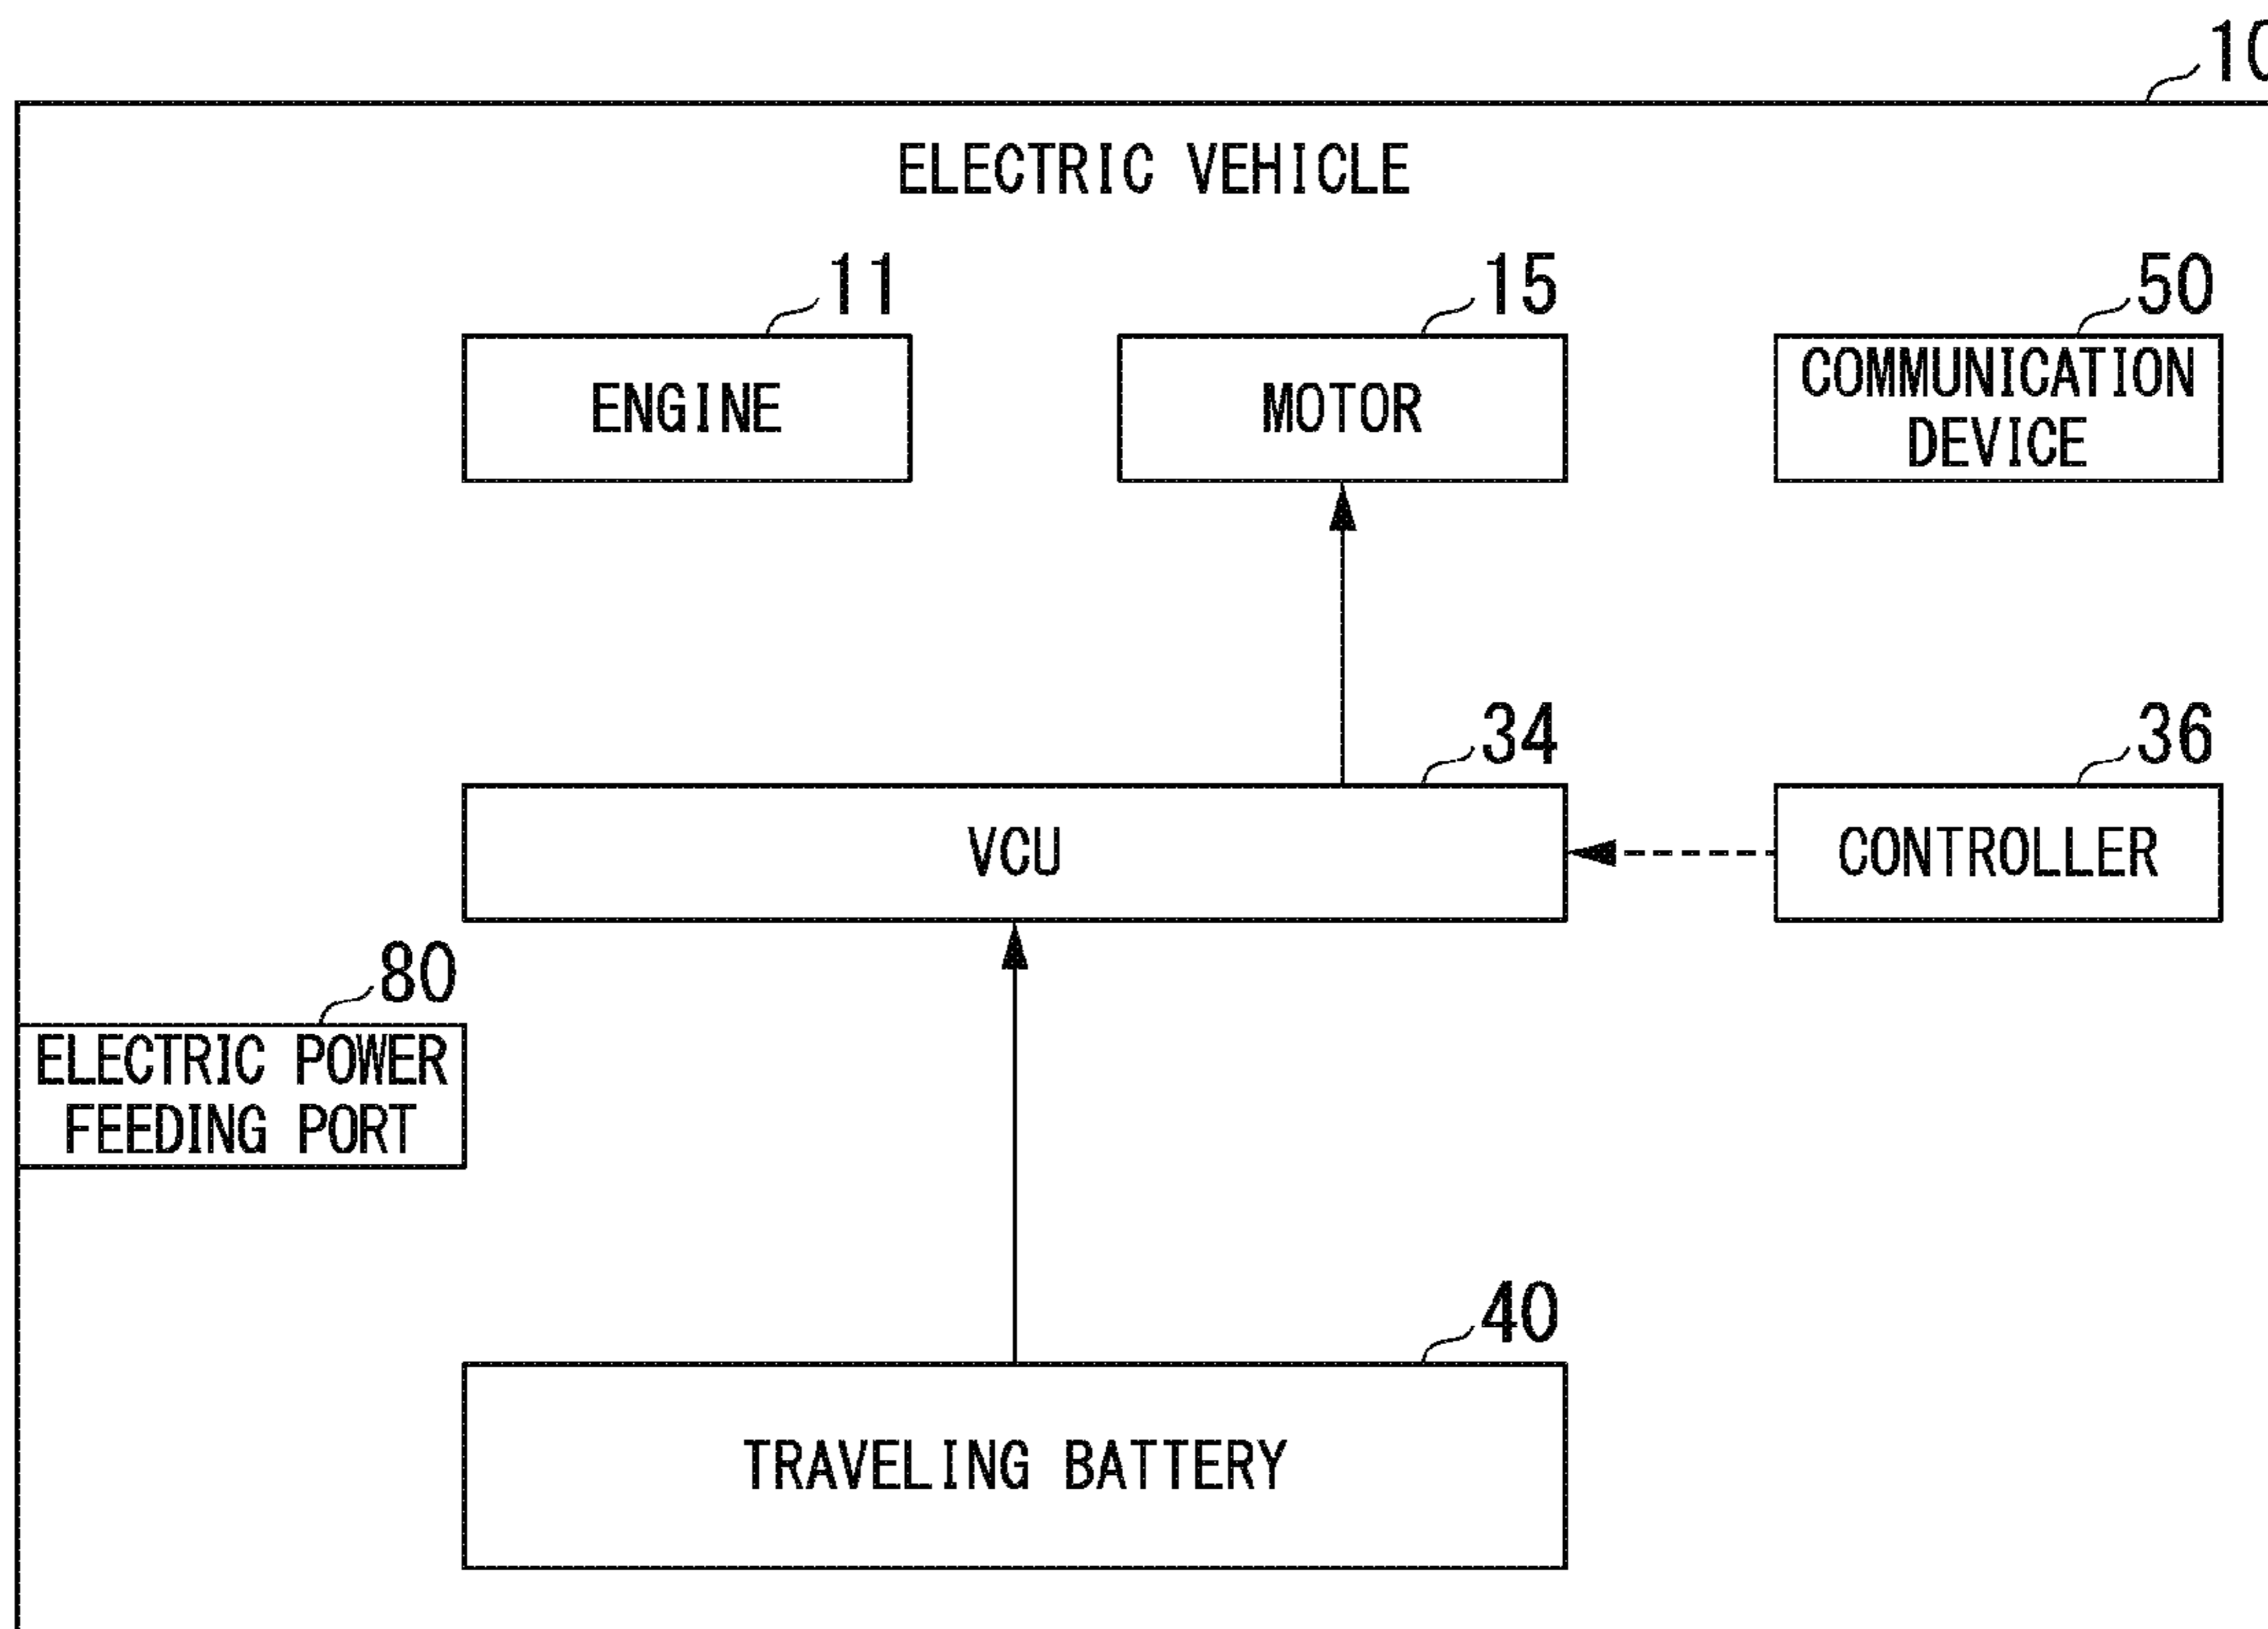 10
ELECTRIC VEHICLE
11
15
50
ENGINE
MOTOR
COMMUNICATION
DEVICE
34
36
VCU
CONTROLLER
80
ELECTRIC POWER
FEEDING PORT
40
TRAVELING BATTERY